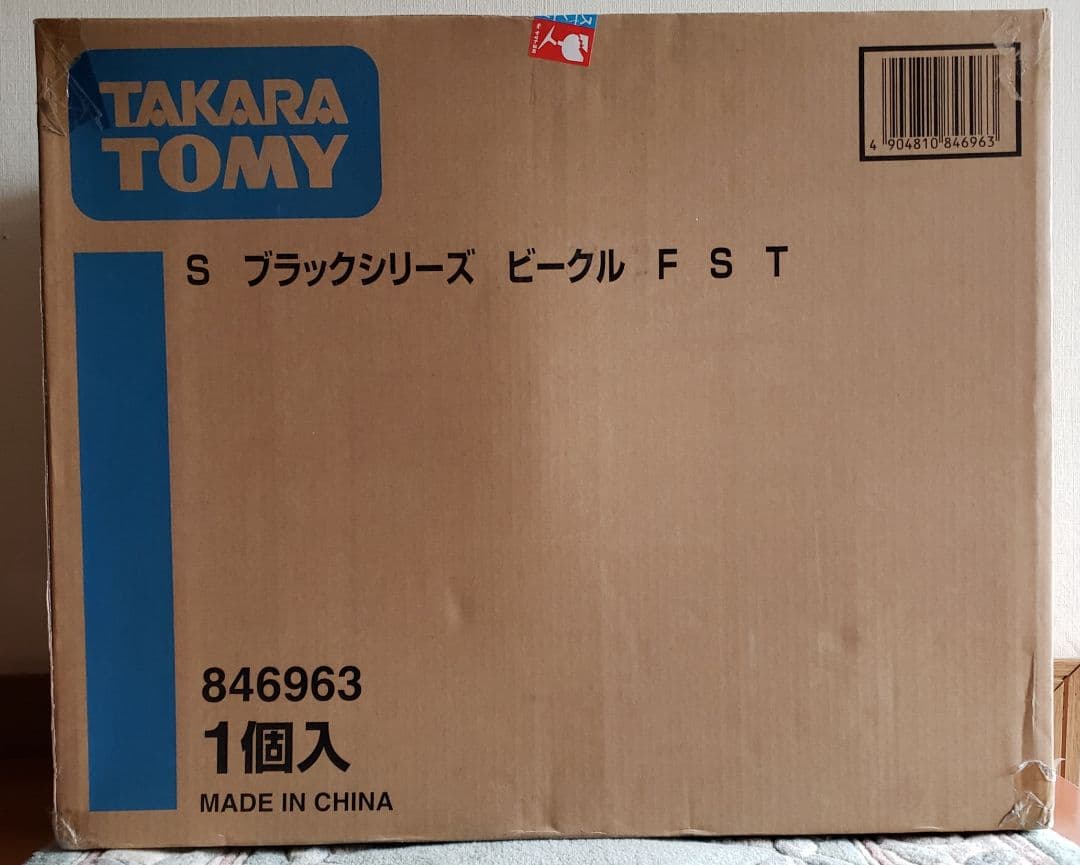 TAKARA
TOMY
4 904810 846963
S ブラックシリーズ ビークル F S T
846963
1個入
MADE IN CHINA